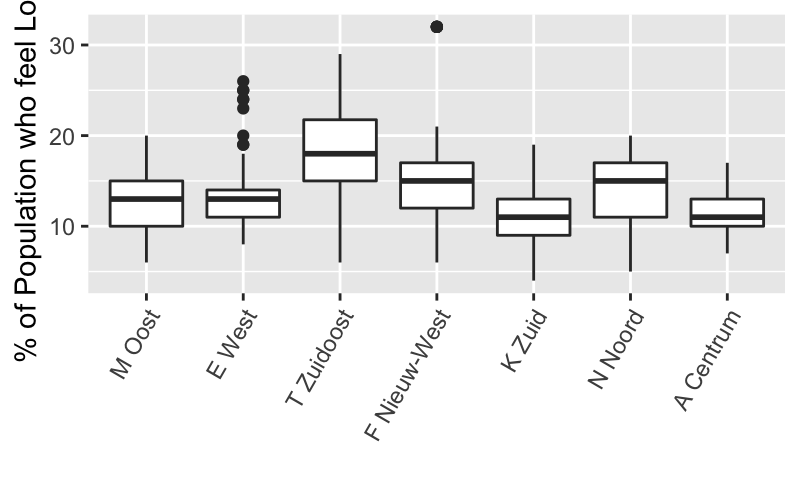 % of Population who feel Lo
30
20
10
M Oost
E West
T Zuidoost
F Nieuw-West
K Zuid
N Noord
A Centrum